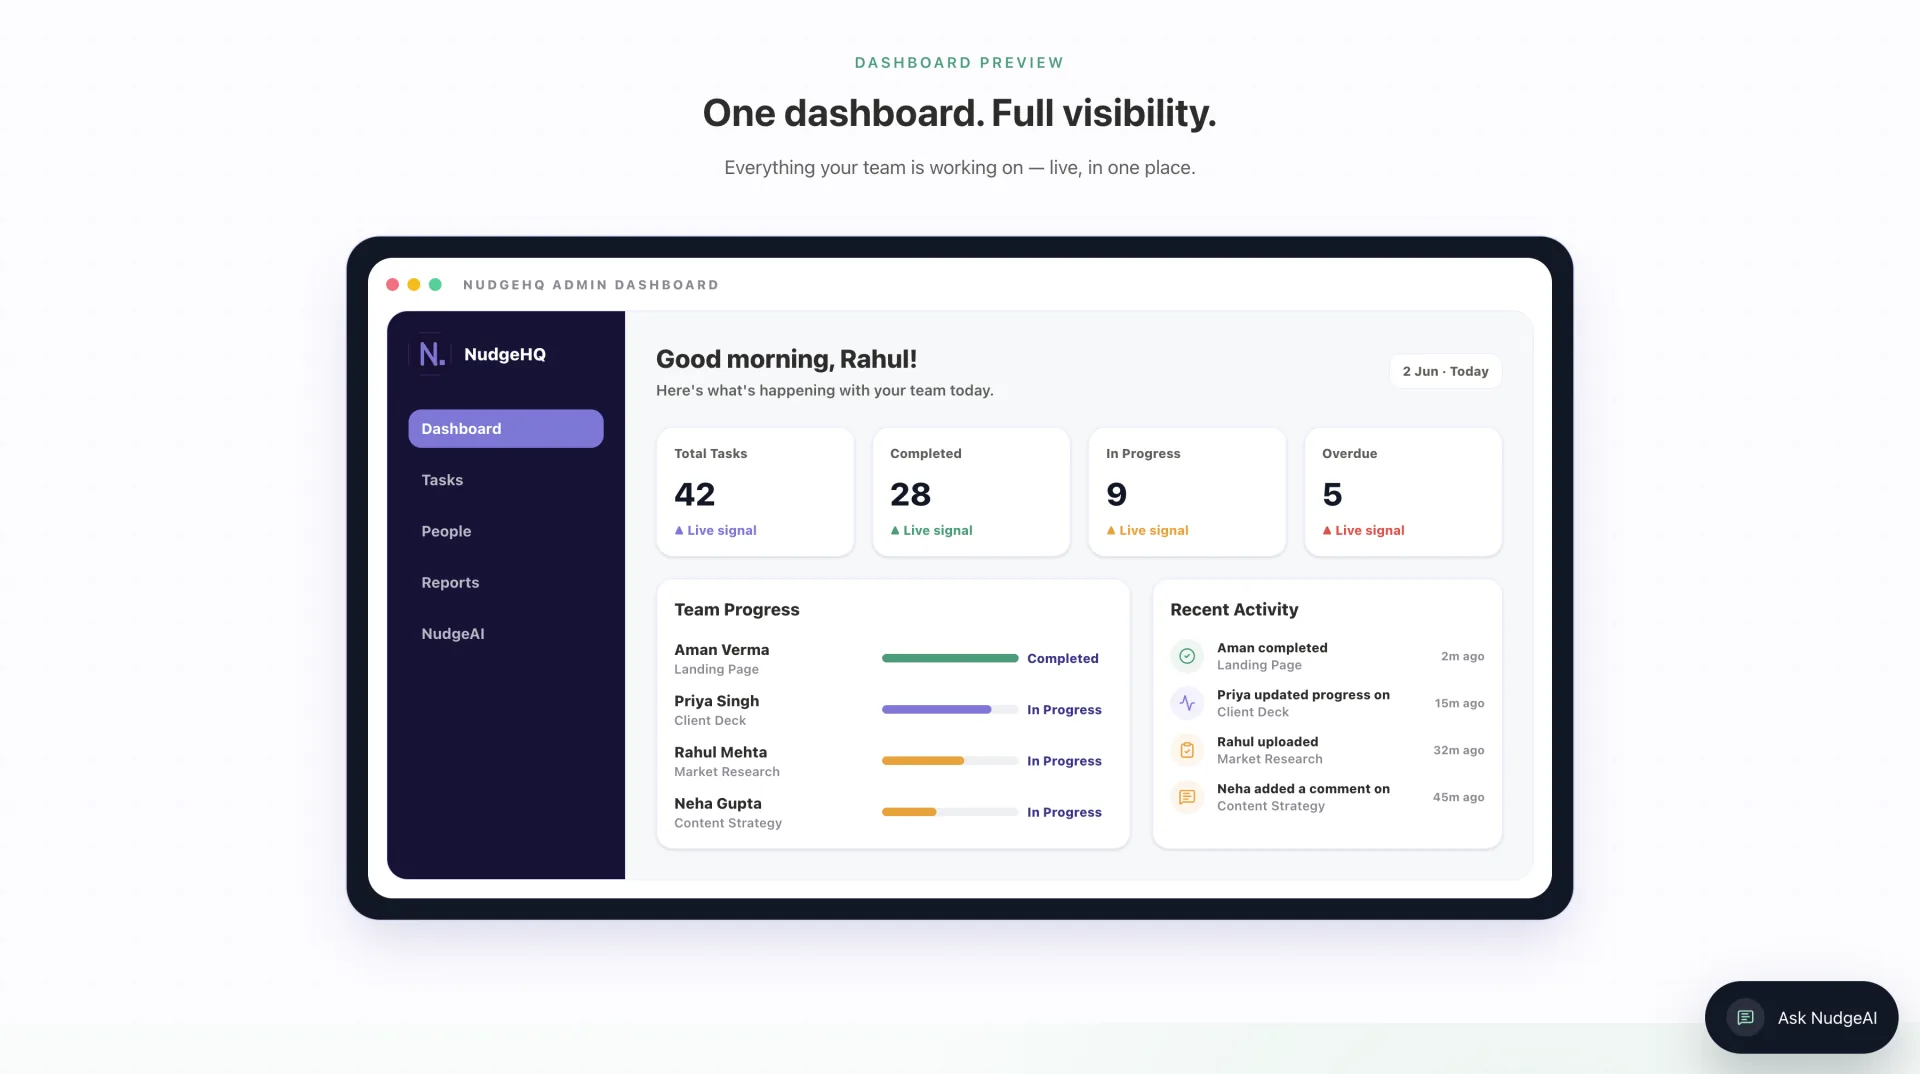 DASHBOARD PREVIEW
One dashboard. Full visibility.
Everything your team is working on — live, in one place.
NUDGEHQ ADMIN DASHBOARD
N.
NudgeHQ
Dashboard
Tasks
People
Reports
NudgeAI
Good morning, Rahul!
Here's what's happening with your team today.
2 Jun · Today
Total Tasks
42
▲ Live signal
Completed
28
▲ Live signal
In Progress
9
▲ Live signal
Overdue
5
▲ Live signal
Team Progress
Aman Verma
Landing Page
Completed
Priya Singh
Client Deck
In Progress
Rahul Mehta
Market Research
In Progress
Neha Gupta
Content Strategy
In Progress
Recent Activity
Aman completed
Landing Page
2m ago
Priya updated progress on
Client Deck
15m ago
Rahul uploaded
Market Research
32m ago
Neha added a comment on
Content Strategy
45m ago
Ask NudgeAI